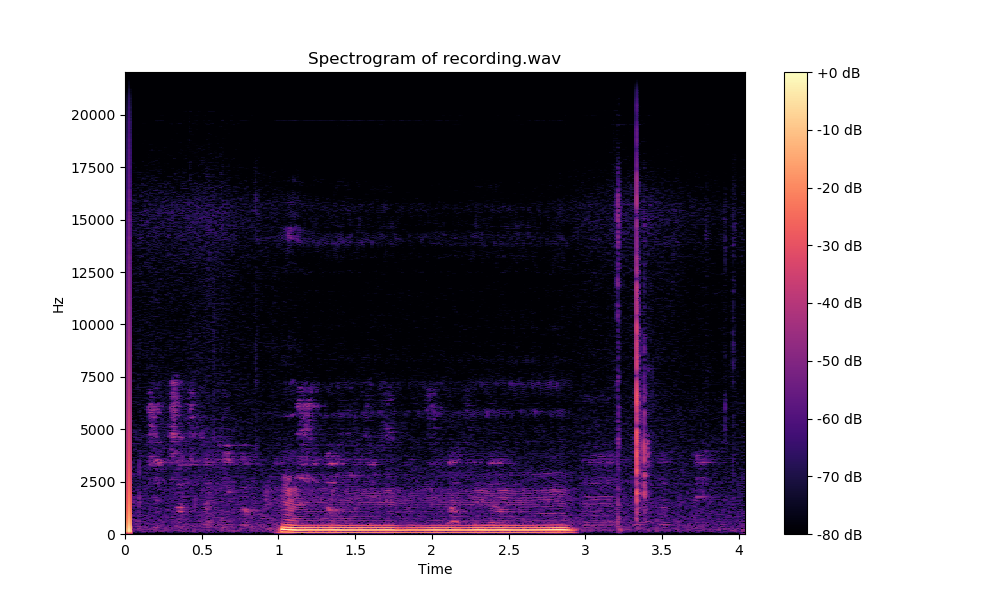 Spectrogram of recording.wav
Hz
20000
17500
15000
12500
10000
7500
5000
2500
0
0 0.5 1 1.5 2 2.5 3 3.5 4
Time
+0 dB
-10 dB
-20 dB
-30 dB
-40 dB
-50 dB
-60 dB
-70 dB
-80 dB